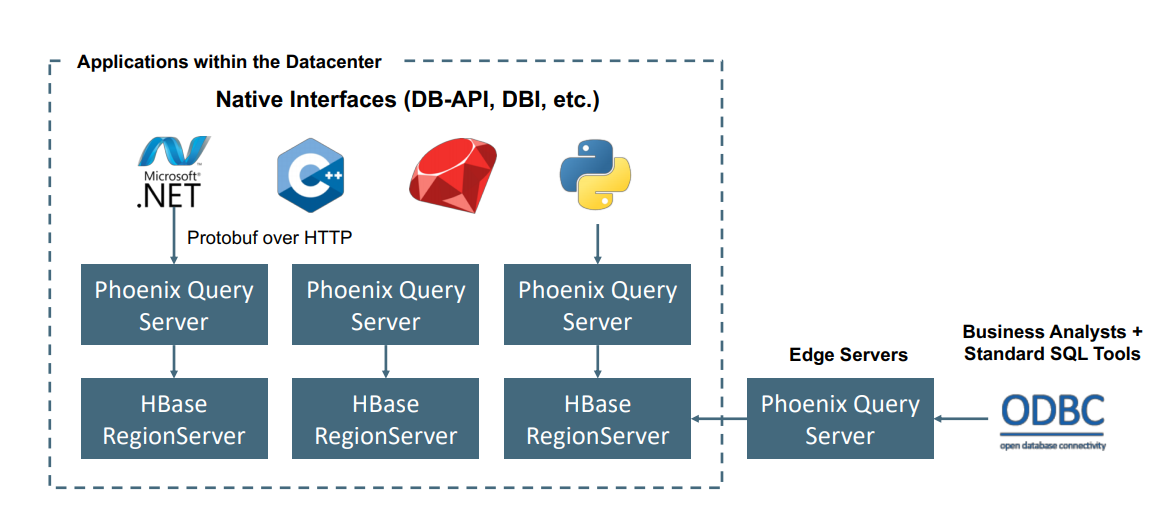 Applications within the Datacenter
Native Interfaces (DB-API, DBI, etc.)
Microsoft®
.NET
C++
Protobuf over HTTP
Phoenix Query
Server
Phoenix Query
Server
Phoenix Query
Server
HBase
RegionServer
HBase
RegionServer
HBase
RegionServer
Edge Servers
Phoenix Query
Server
Business Analysts +
Standard SQL Tools
ODBC
open database connectivity